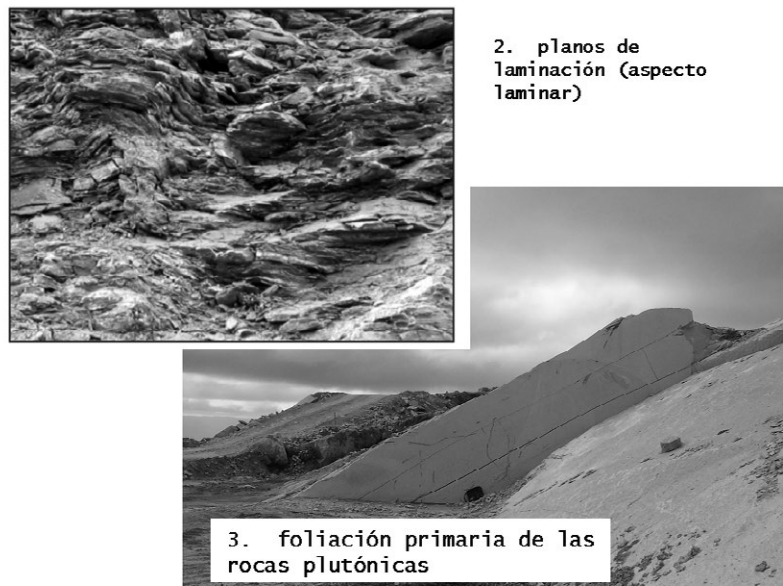 2. planos de
laminación (aspecto
laminar)
3. foliación primaria de las
rocas plutónicas